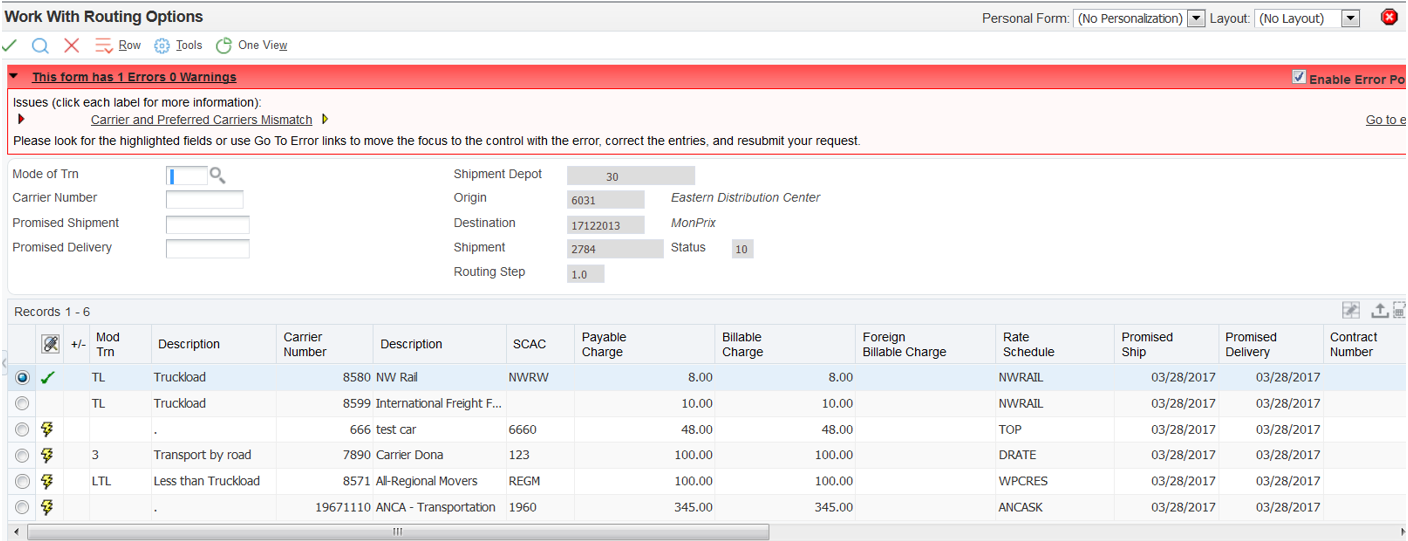 Work With Routing Options
Personal Form: (No Personalization) Layout: (No Layout)
Row Tools One View
This form has 1 Errors 0 Warnings Enable Error Po
Issues (click each label for more information):
Carrier and Preferred Carriers Mismatch Go to e
Please look for the highlighted fields or use Go To Error links to move the focus to the control with the error, correct the entries, and resubmit your request.
Mode of Trn Shipment Depot 30
Carrier Number Origin 6031 Eastern Distribution Center
Promised Shipment Destination 17122013 MonPrix
Promised Delivery Shipment 2784 Status 10
Routing Step 1.0
Records 1 - 6
+/- Mod Trn Description Carrier Number Description SCAC Payable Charge Billable Charge Foreign Billable Charge Rate Schedule Promised Ship Promised Delivery Contract Number
TL Truckload 8580 NW Rail NWRW 8.00 8.00 NWRAIL 03/28/2017 03/28/2017
TL Truckload 8599 International Freight F... 10.00 10.00 NWRAIL 03/28/2017 03/28/2017
. 666 test car 6660 48.00 48.00 TOP 03/28/2017 03/28/2017
3 Transport by road 7890 Carrier Dona 123 100.00 100.00 DRATE 03/28/2017 03/28/2017
LTL Less than Truckload 8571 All-Regional Movers REGM 100.00 100.00 WPCRES 03/28/2017 03/28/2017
. 19671110 ANCA - Transportation 1960 345.00 345.00 ANCASK 03/28/2017 03/28/2017